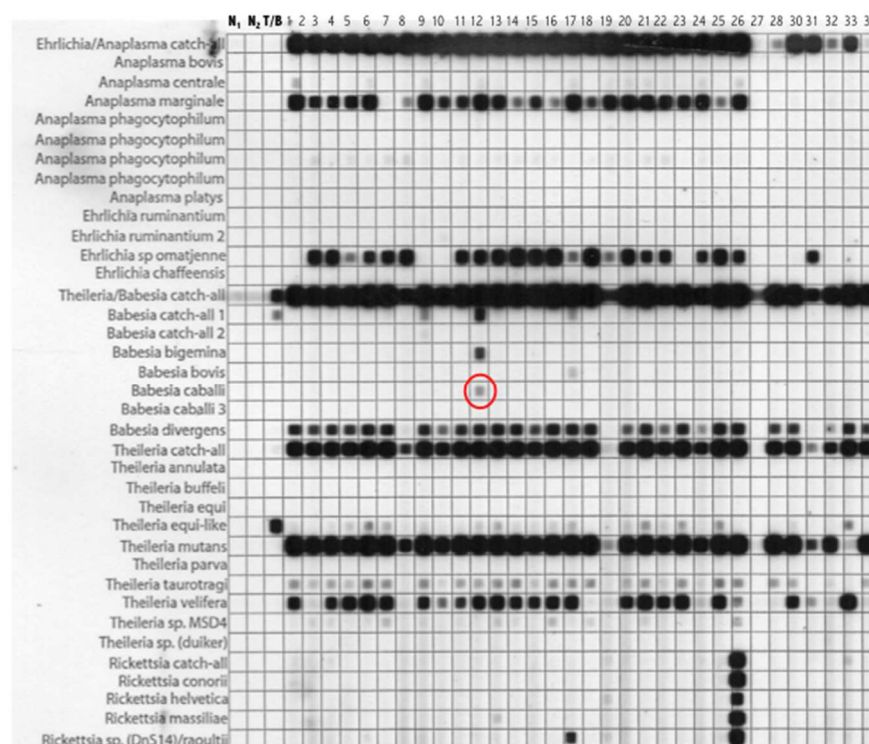 N1 N2 T/B 1 2 3 4 5 6 7 8 9 10 11 12 13 14 15 16 17 18 19 20 21 22 23 24 25 26 27 28 30 31 32 33
Ehrlichia/Anaplasma catch-all
Anaplasma bovis
Anaplasma centrale
Anaplasma marginale
Anaplasma phagocytophilum
Anaplasma phagocytophilum
Anaplasma phagocytophilum
Anaplasma phagocytophilum
Anaplasma platys
Ehrlichia ruminantium
Ehrlichia ruminantium 2
Ehrlichia sp omatjenne
Ehrlichia chaffeensis
Theileria/Babesia catch-all
Babesia catch-all 1
Babesia catch-all 2
Babesia bigemina
Babesia bovis
Babesia caballi
Babesia caballi 3
Babesia divergens
Theileria catch-all
Theileria annulata
Theileria buffeli
Theileria equi
Theileria equi-like
Theileria mutans
Theileria parva
Theileria taurotragi
Theileria velifera
Theileria sp. MSD4
Theileria sp. (duiker)
Rickettsia catch-all
Rickettsia conorii
Rickettsia helvetica
Rickettsia massiliae
Rickettsia sp. (DnS14)/raoultii